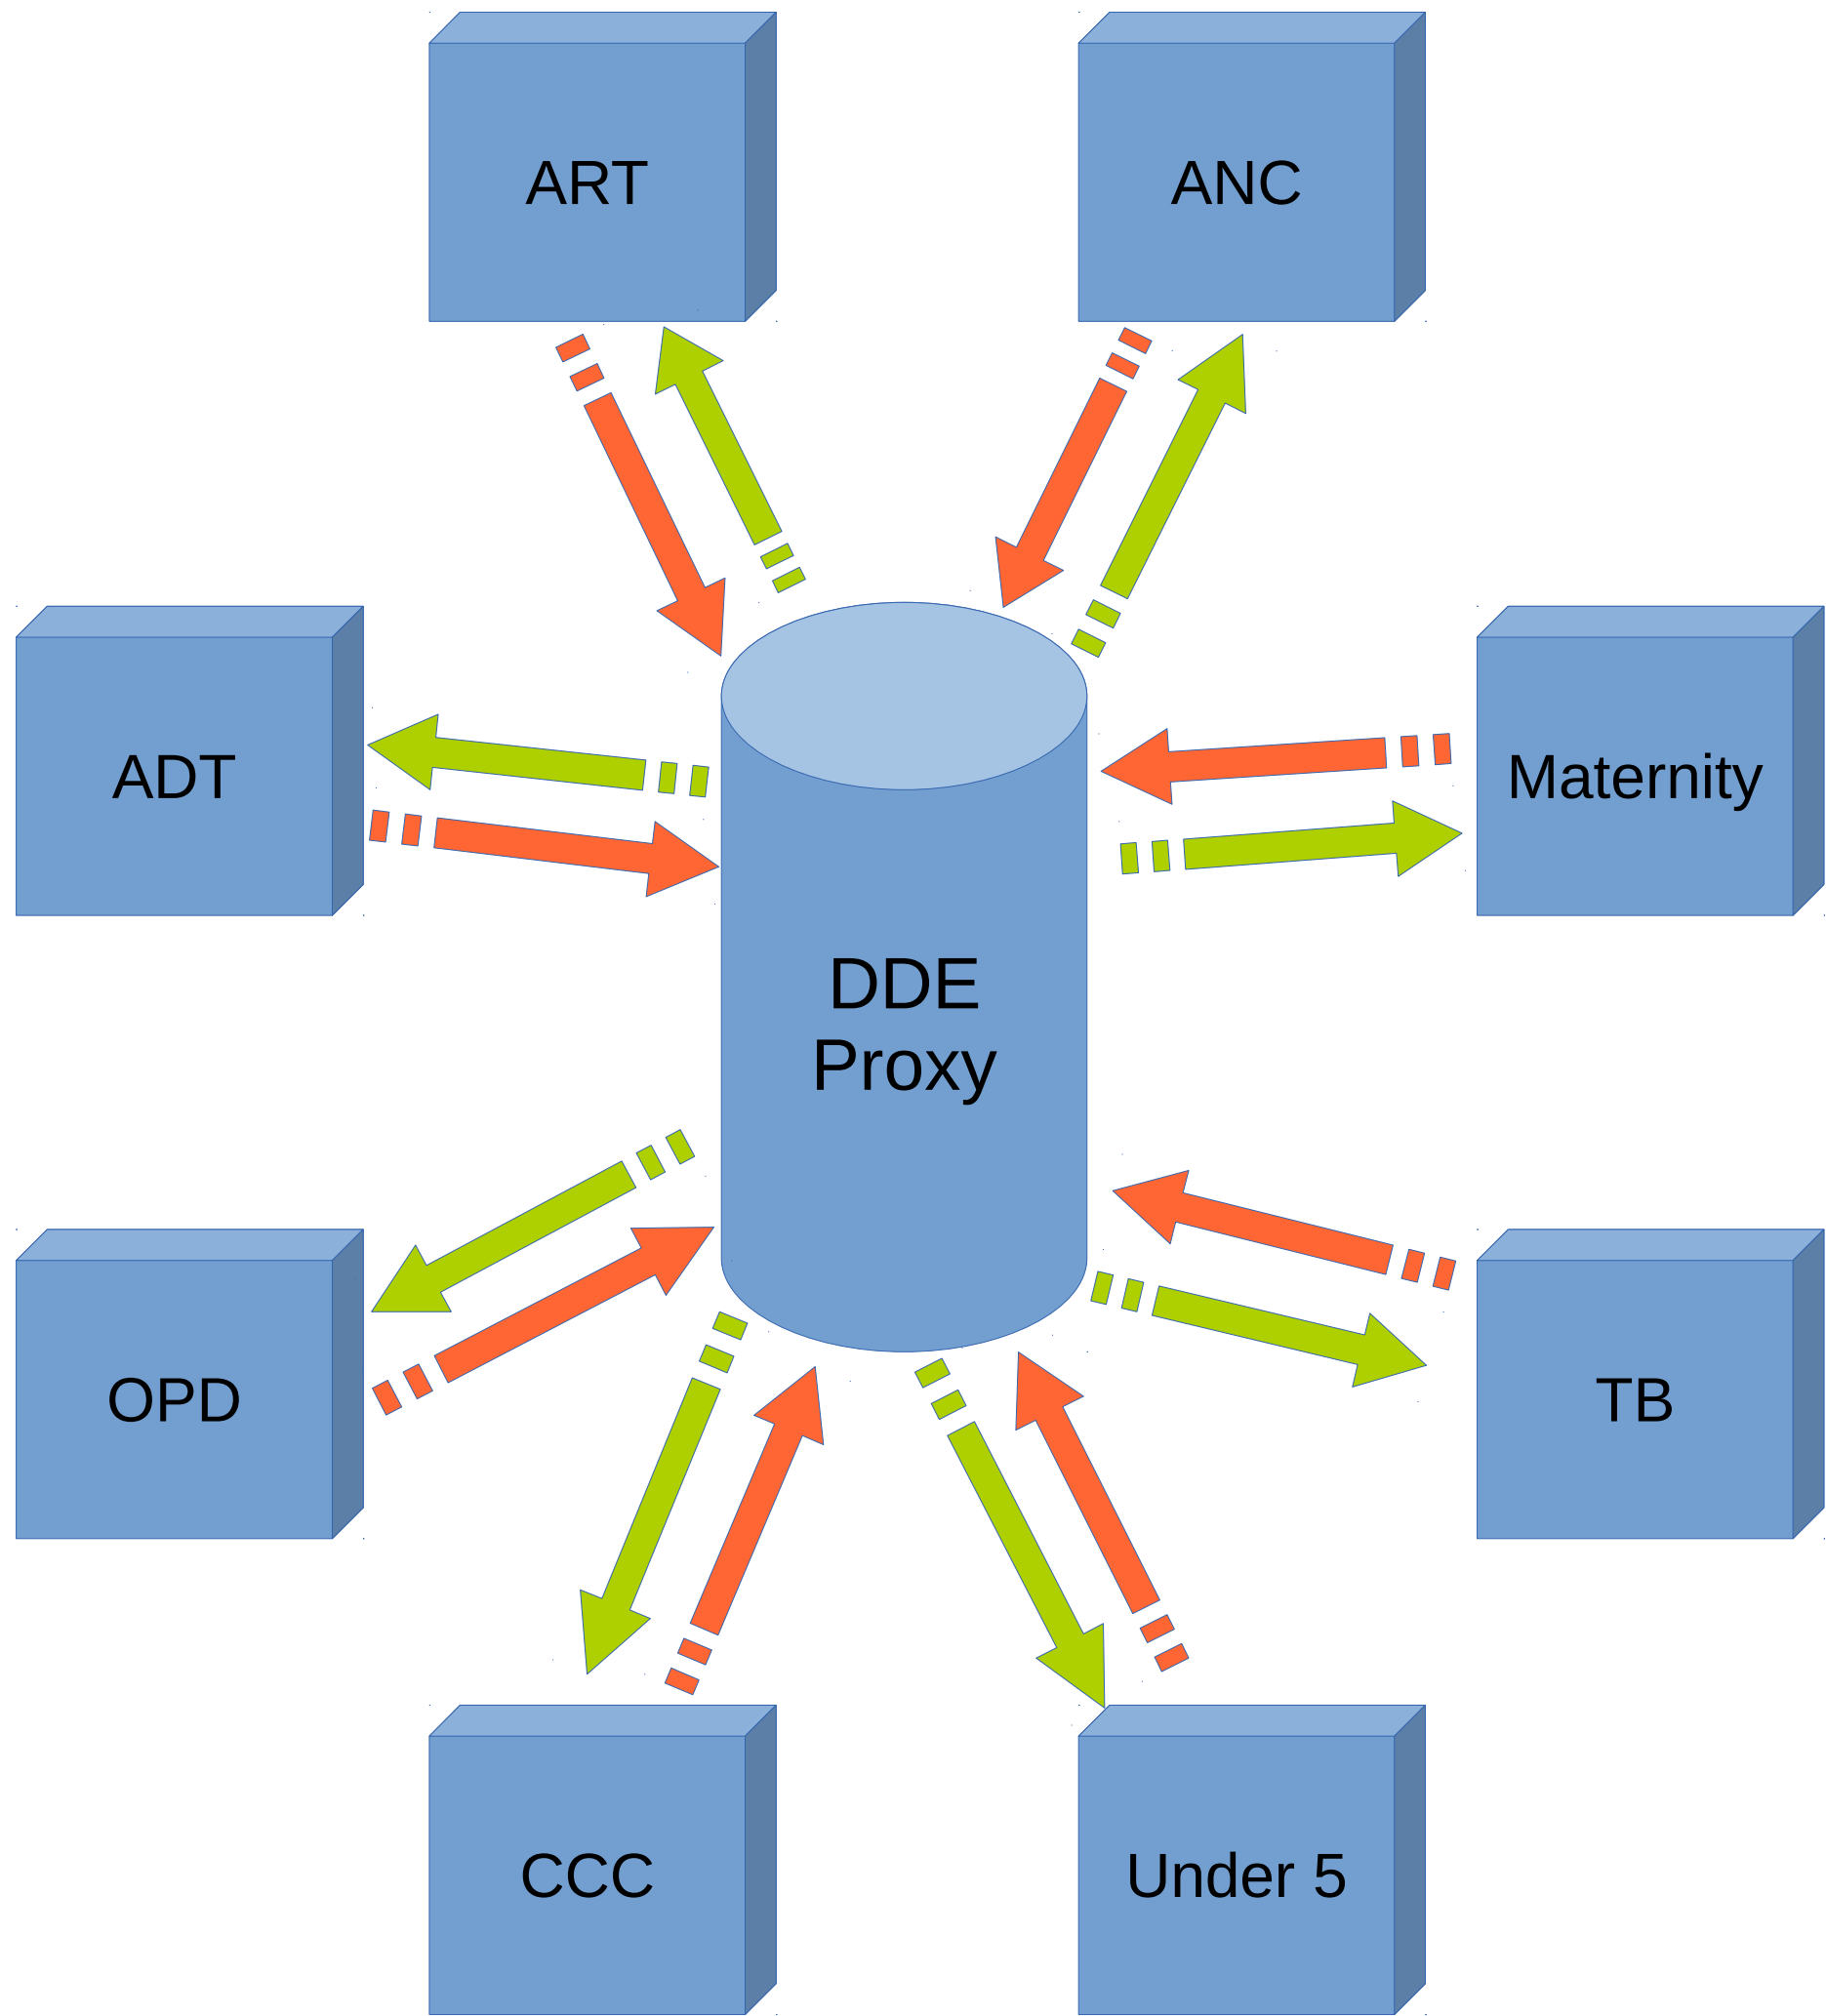 ART
ANC
ADT
Maternity
DDE
Proxy
OPD
TB
CCC
Under 5